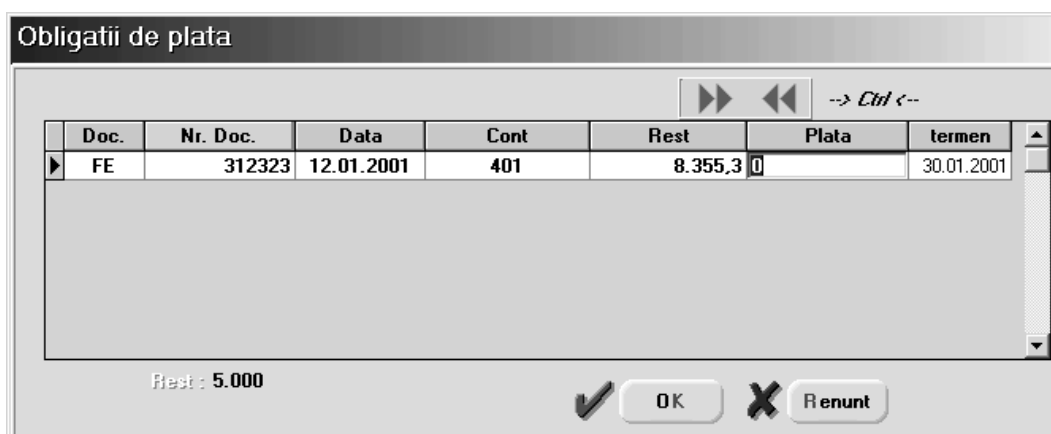 Obligatii de plata
--> Ctrl <--
Doc. Nr. Doc. Data Cont Rest Plata termen
FE 312323 12.01.2001 401 8.355,3 0 30.01.2001
Rest : 5.000
OK Renunt